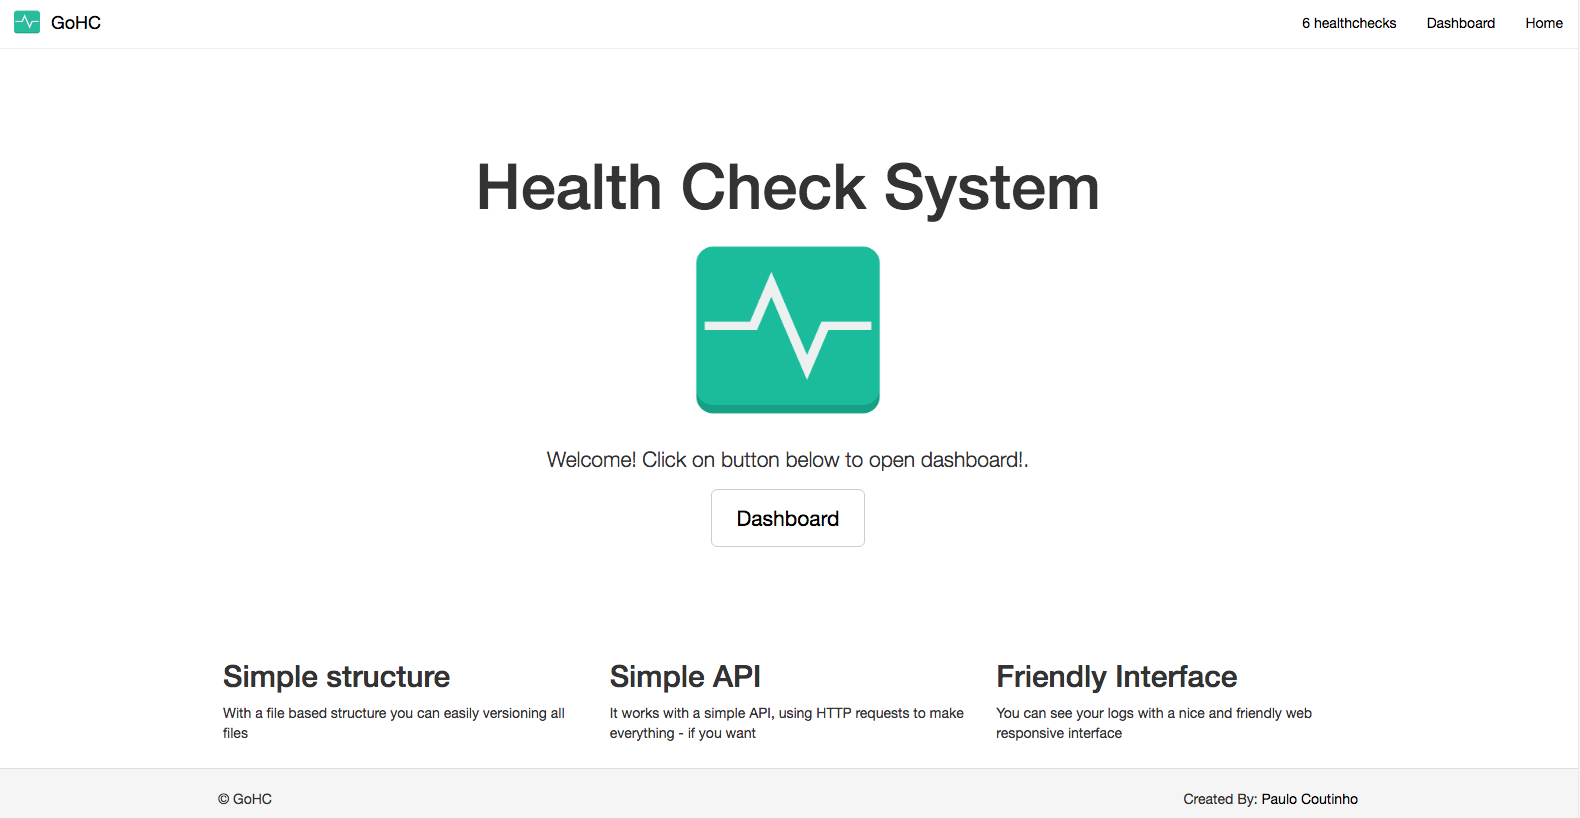 GoHC
6 healthchecks
Dashboard
Home
Health Check System
Welcome! Click on button below to open dashboard!.
Dashboard
Simple structure
With a file based structure you can easily versioning all
files
Simple API
It works with a simple API, using HTTP requests to make
everything - if you want
Friendly Interface
You can see your logs with a nice and friendly web
responsive interface
© GoHC
Created By: Paulo Coutinho